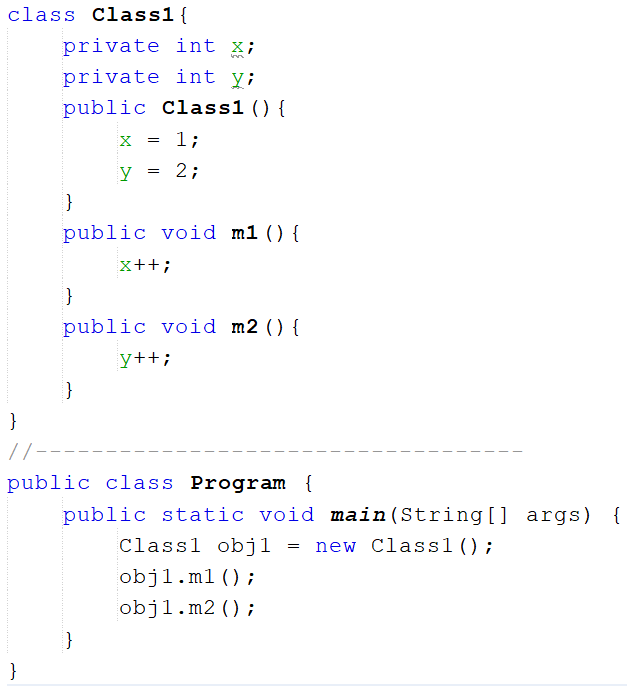 class Class1{
    private int x;
    private int y;
    public Class1(){
        x = 1;
        y = 2;
    }
    public void m1(){
        x++;
    }
    public void m2(){
        y++;
    }
}
//-----------------------------------
public class Program {
    public static void main(String[] args) {
        Class1 obj1 = new Class1();
        obj1.m1();
        obj1.m2();
    }
}